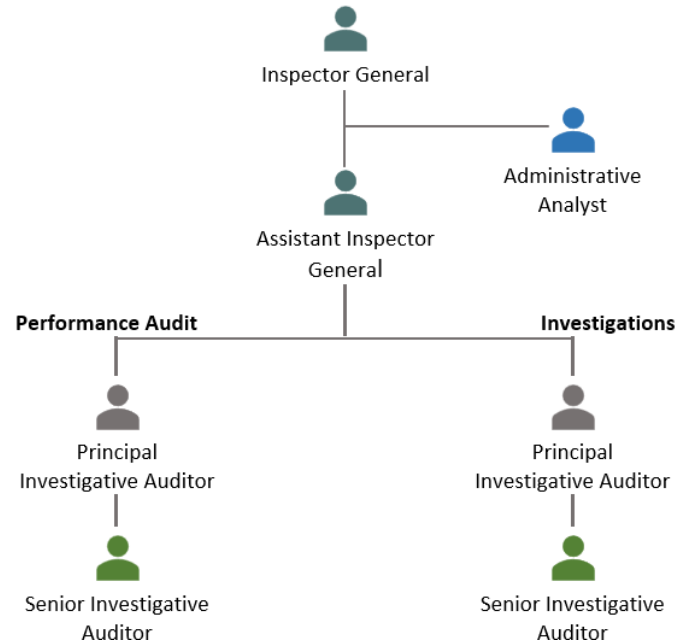 Inspector General
Administrative
Analyst
Assistant Inspector
General
Performance Audit
Investigations
Principal
Investigative Auditor
Principal
Investigative Auditor
Senior Investigative
Auditor
Senior Investigative
Auditor